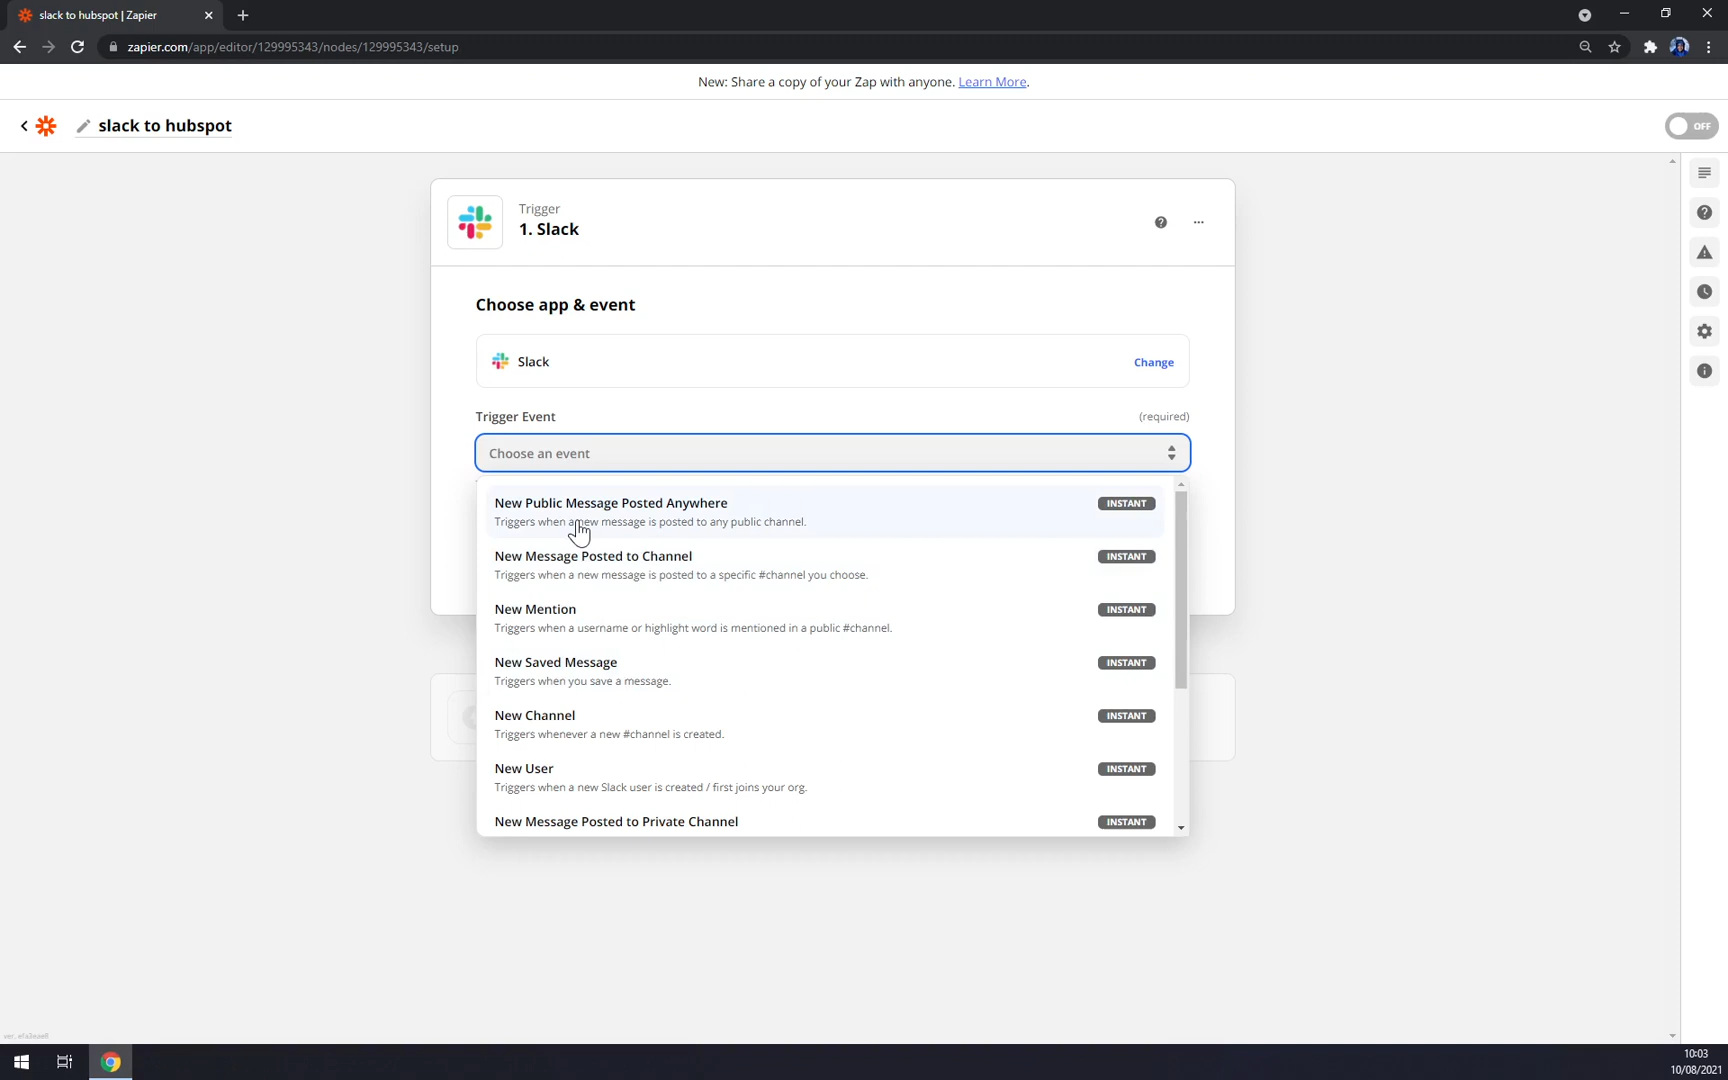 slack to hubspot | Zapier
zapier.com/app/editor/129995343/nodes/129995343/setup
New: Share a copy of your Zap with anyone. Learn More.
slack to hubspot
OFF
Trigger
1. Slack
Choose app & event
Slack
Change
Trigger Event
(required)
Choose an event
New Public Message Posted Anywhere
INSTANT
Triggers when a new message is posted to any public channel.
New Message Posted to Channel
INSTANT
Triggers when a new message is posted to a specific #channel you choose.
New Mention
INSTANT
Triggers when a username or highlight word is mentioned in a public #channel.
New Saved Message
INSTANT
Triggers when you save a message.
New Channel
INSTANT
Triggers whenever a new #channel is created.
New User
INSTANT
Triggers when a new Slack user is created / first joins your org.
New Message Posted to Private Channel
INSTANT
10:03
10/08/2021